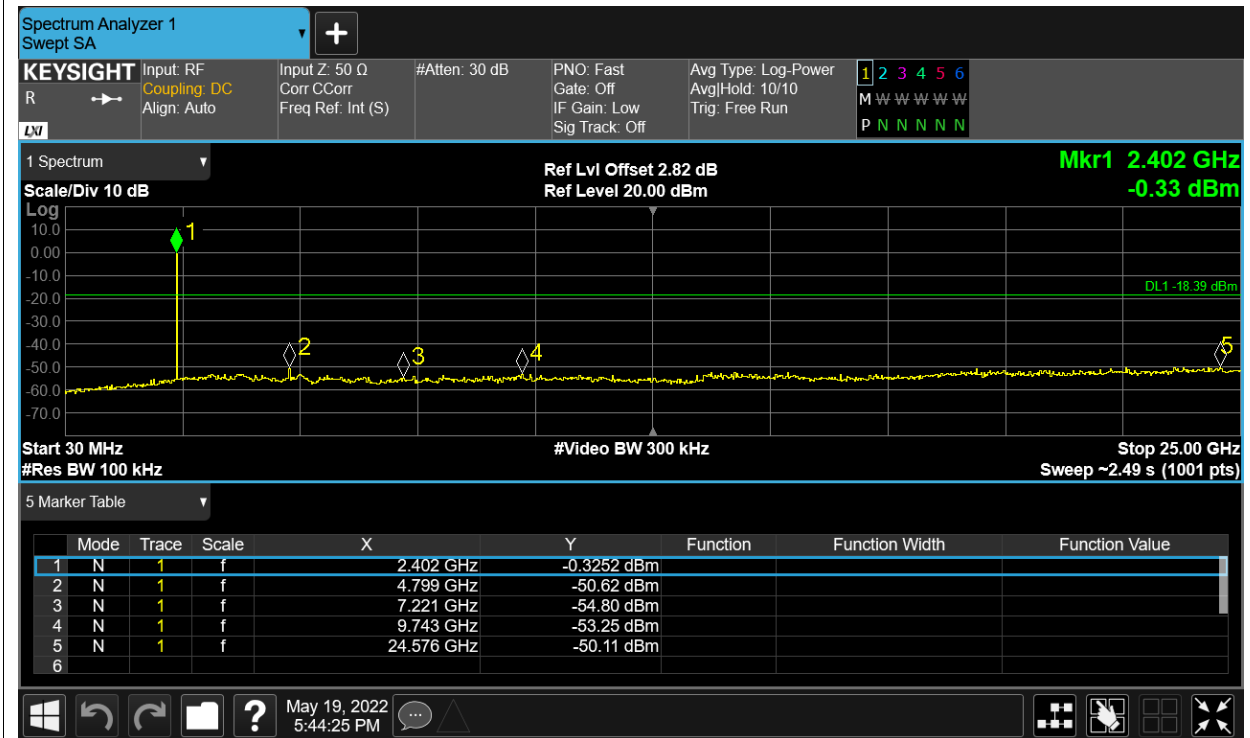 Spectrum Analyzer 1
Swept SA
+
KEYSIGHT
R
LXI
Input: RF
Coupling: DC
Align: Auto
Input Z: 50 Ω
Corr CCorr
Freq Ref: Int (S)
#Atten: 30 dB
PNO: Fast
Gate: Off
IF Gain: Low
Sig Track: Off
Avg Type: Log-Power
Avg|Hold: 10/10
Trig: Free Run
1 2 3 4 5 6
M W W W W W
P N N N N N
1 Spectrum
Scale/Div 10 dB
Ref Lvl Offset 2.82 dB
Ref Level 20.00 dBm
Mkr1 2.402 GHz
-0.33 dBm
Log
10.0
0.00
-10.0
-20.0
-30.0
-40.0
-50.0
-60.0
-70.0
1
2
3
4
5
DL1 -18.39 dBm
Start 30 MHz
#Res BW 100 kHz
#Video BW 300 kHz
Stop 25.00 GHz
Sweep ~2.49 s (1001 pts)
5 Marker Table
Mode Trace Scale X Y Function Function Width Function Value
1 N 1 f 2.402 GHz -0.3252 dBm
2 N 1 f 4.799 GHz -50.62 dBm
3 N 1 f 7.221 GHz -54.80 dBm
4 N 1 f 9.743 GHz -53.25 dBm
5 N 1 f 24.576 GHz -50.11 dBm
6
?
May 19, 2022
5:44:25 PM